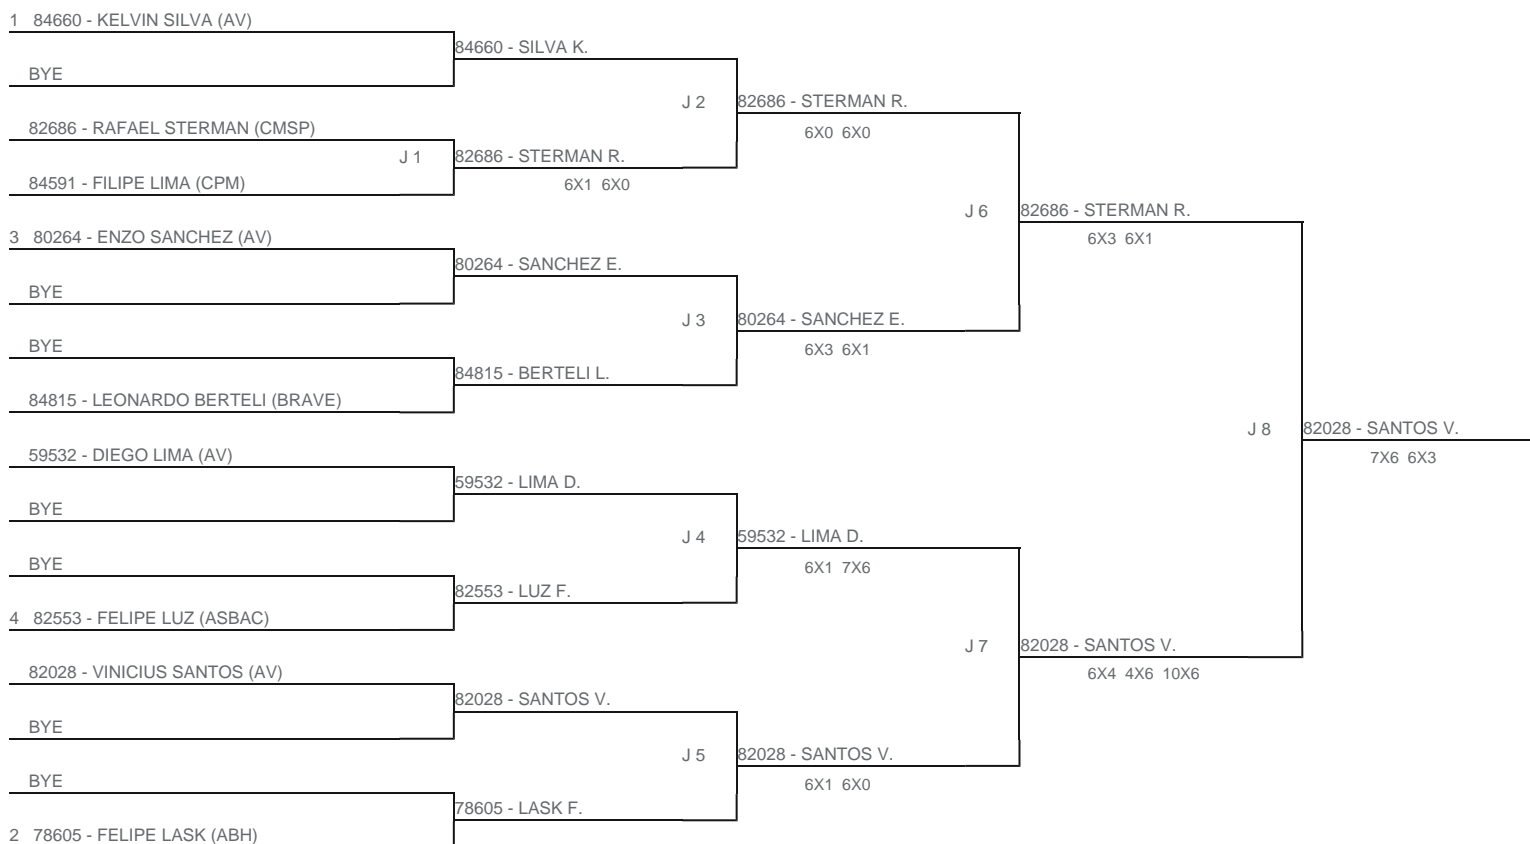 1 84660 - KELVIN SILVA (AV)
84660 - SILVA K.
BYE
J 2
82686 - STERMAN R.
6X0 6X0
82686 - RAFAEL STERMAN (CMSP)
J 1
82686 - STERMAN R.
6X1 6X0
84591 - FILIPE LIMA (CPM)
J 6
82686 - STERMAN R.
6X3 6X1
3 80264 - ENZO SANCHEZ (AV)
80264 - SANCHEZ E.
BYE
J 3
80264 - SANCHEZ E.
6X3 6X1
BYE
84815 - BERTELI L.
84815 - LEONARDO BERTELI (BRAVE)
J 8
82028 - SANTOS V.
7X6 6X3
59532 - DIEGO LIMA (AV)
59532 - LIMA D.
BYE
J 4
59532 - LIMA D.
6X1 7X6
BYE
82553 - LUZ F.
4 82553 - FELIPE LUZ (ASBAC)
J 7
82028 - SANTOS V.
6X4 4X6 10X6
82028 - VINICIUS SANTOS (AV)
82028 - SANTOS V.
BYE
J 5
82028 - SANTOS V.
6X1 6X0
BYE
78605 - LASK F.
2 78605 - FELIPE LASK (ABH)